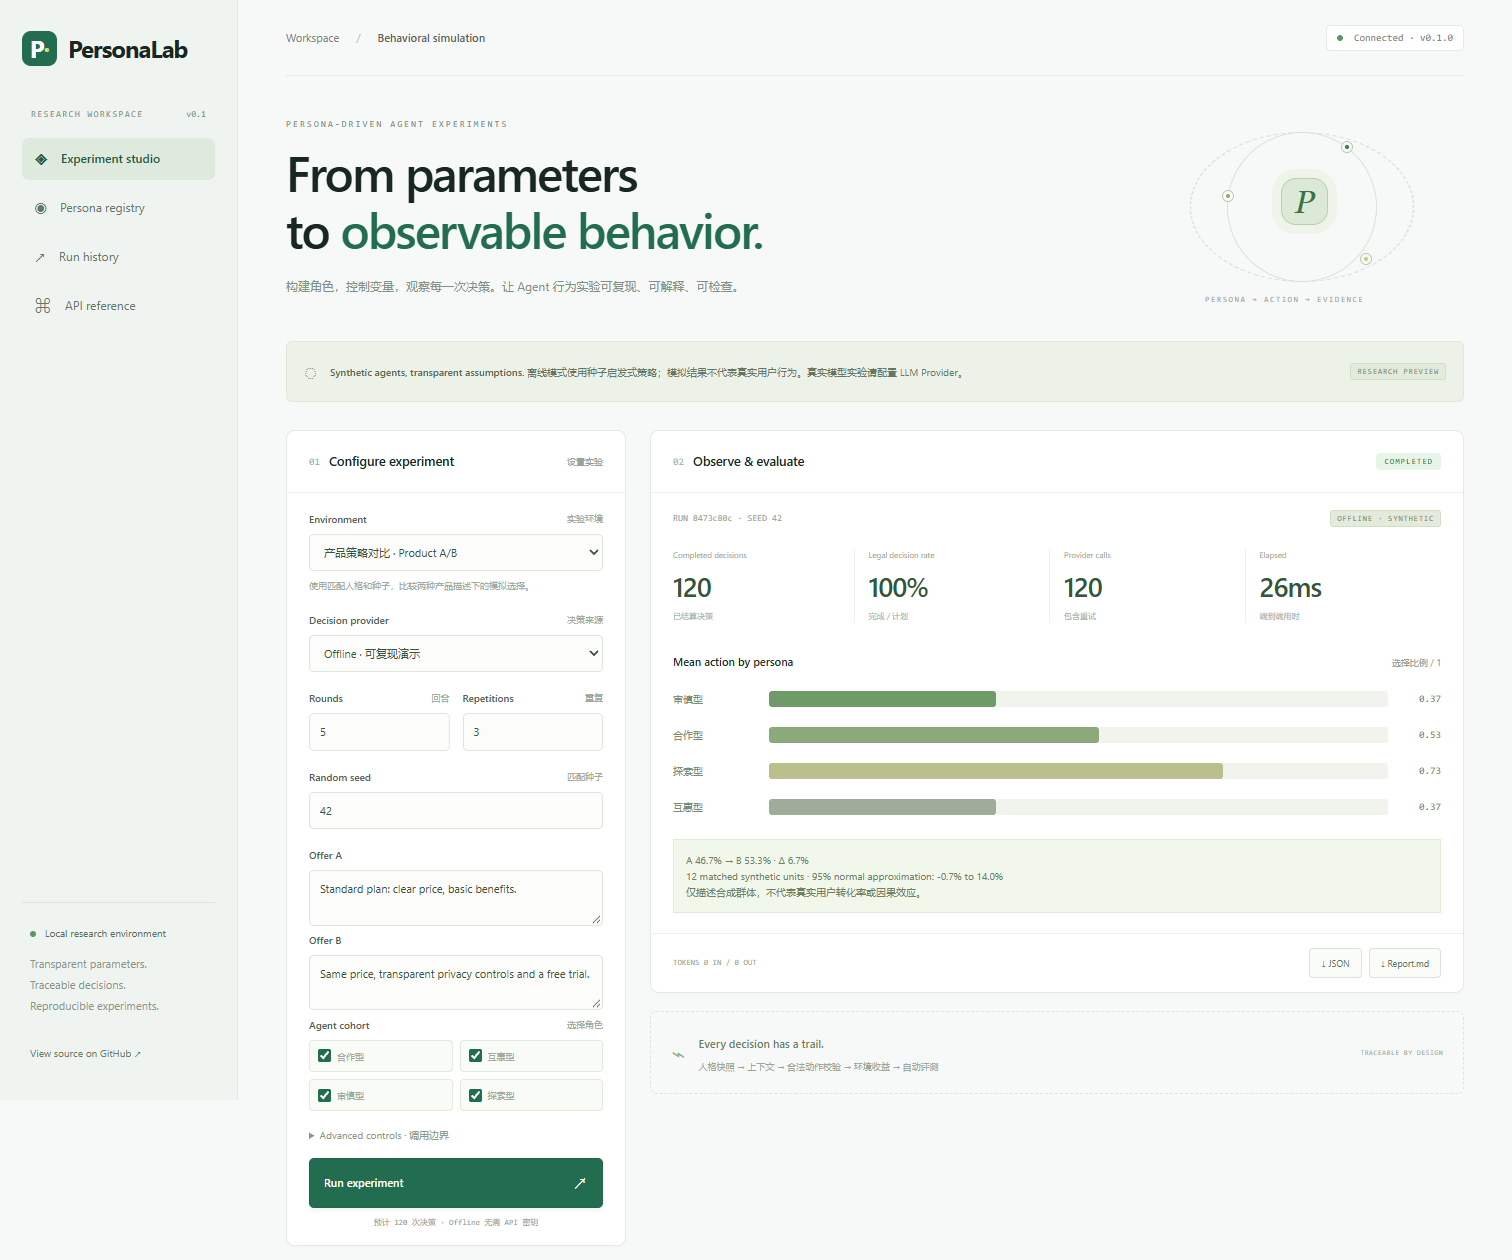 P
PersonaLab
RESEARCH WORKSPACE v0.1
Experiment studio
Persona registry
Run history
API reference
Local research environment
Transparent parameters.
Traceable decisions.
Reproducible experiments.
View source on GitHub ↗
Workspace / Behavioral simulation
Connected · v0.1.0
PERSONA-DRIVEN AGENT EXPERIMENTS
From parameters
to observable behavior.
构建角色，控制变量，观察每一次决策。让 Agent 行为实验可复现、可解释、可检查。
P
PERSONA → ACTION → EVIDENCE
Synthetic agents, transparent assumptions. 离线模式使用种子启发式策略；模拟结果不代表真实用户行为。真实模型实验请配置 LLM Provider。
RESEARCH PREVIEW
01 Configure experiment 设置实验
Environment 实验环境
产品策略对比 · Product A/B
使用匹配人格和种子，比较两种产品描述下的模拟选择。
Decision provider 决策来源
Offline · 可复现演示
Rounds 回合 Repetitions 重复
5 3
Random seed 匹配种子
42
Offer A
Standard plan: clear price, basic benefits.
Offer B
Same price, transparent privacy controls and a free trial.
Agent cohort 选择角色
合作型 互惠型
审慎型 探索型
Advanced controls · 调用边界
Run experiment ↗
预计 120 次决策 · Offline 无需 API 密钥
02 Observe & evaluate COMPLETED
RUN 8473c80c · SEED 42 OFFLINE · SYNTHETIC
Completed decisions Legal decision rate Provider calls Elapsed
120 100% 120 26ms
已结算决策 完成 / 计划 包含重试 端到端用时
Mean action by persona 选择比例 / 1
审慎型 0.37
合作型 0.53
探索型 0.73
互惠型 0.37
A 46.7% → B 53.3% · Δ 6.7%
12 matched synthetic units · 95% normal approximation: -0.7% to 14.0%
仅描述合成群体，不代表真实用户转化率或因果效应。
TOKENS 0 IN / 0 OUT ↓ JSON ↓ Report.md
Every decision has a trail.
人格快照 → 上下文 → 合法动作校验 → 环境收益 → 自动评测
TRACEABLE BY DESIGN